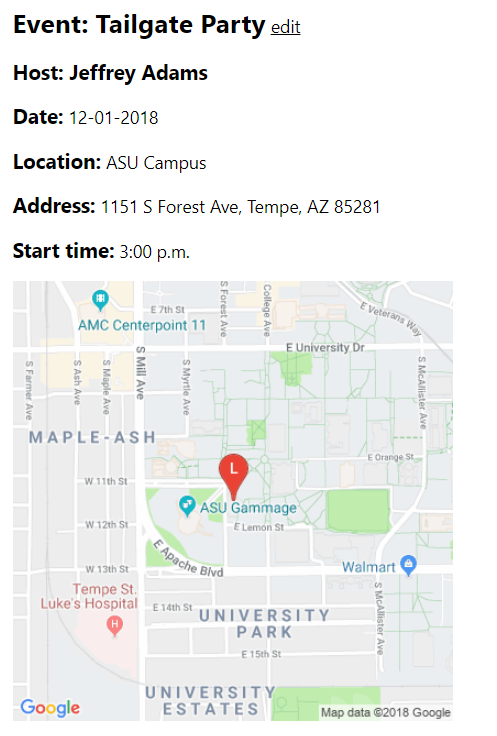 Event: Tailgate Party edit
Host: Jeffrey Adams
Date: 12-01-2018
Location: ASU Campus
Address: 1151 S Forest Ave, Tempe, AZ 85281
Start time: 3:00 p.m.
E 7th St
S Forest Ave
College Ave
E Veterans Way
AMC Centerpoint 11
E University Dr
S Mill Ave
S Farmer Ave
S Ash Ave
S Maple Ave
S Myrtle Ave
S McAllister Ave
MAPLE-ASH
E Orange St
L
W 11th St
ASU Gammage
W 12th St
E Lemon St
E Apache Blvd
W 13th St
Walmart
Tempe St.
Luke's Hospital
H
S McAllister Ave
E 14th St
UNIVERSITY
PARK
E 15th St
UNIVERSITY
ESTATES
Google
Map data ©2018 Google